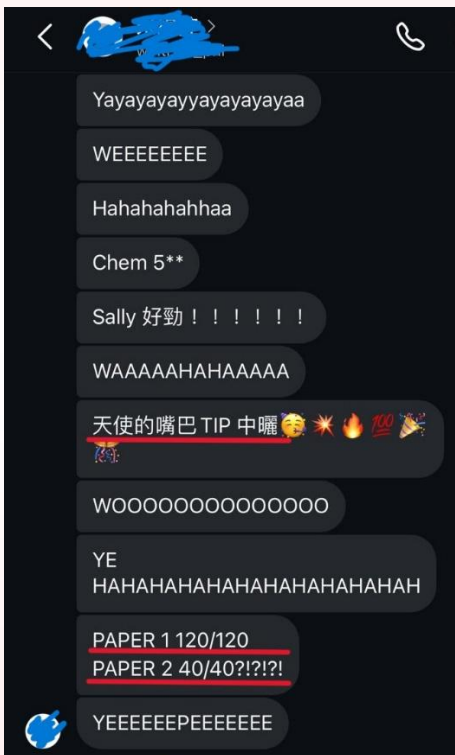 Yayayayayyayayayayaa
WEEEEEEEE
Hahahahahhaa
Chem 5**
Sally 好勁！！！！！！
WAAAAAHAHAAAAA
天使的嘴巴 TIP 中曬🥳💥🔥💯🎉
🎊
WOOOOOOOOOOOOOO
YE
HAHAHAHAHAHAHAHAHAHAH
PAPER 1 120/120
PAPER 2 40/40?!?!?!
YEEEEEEPEEEEEEE